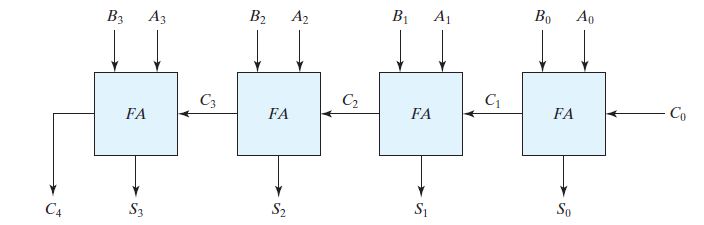 B₃ A₃ B₂ A₂ B₁ A₁ B₀ A₀
C₃ C₂ C₁
FA FA FA FA C₀
C₄ S₃ S₂ S₁ S₀